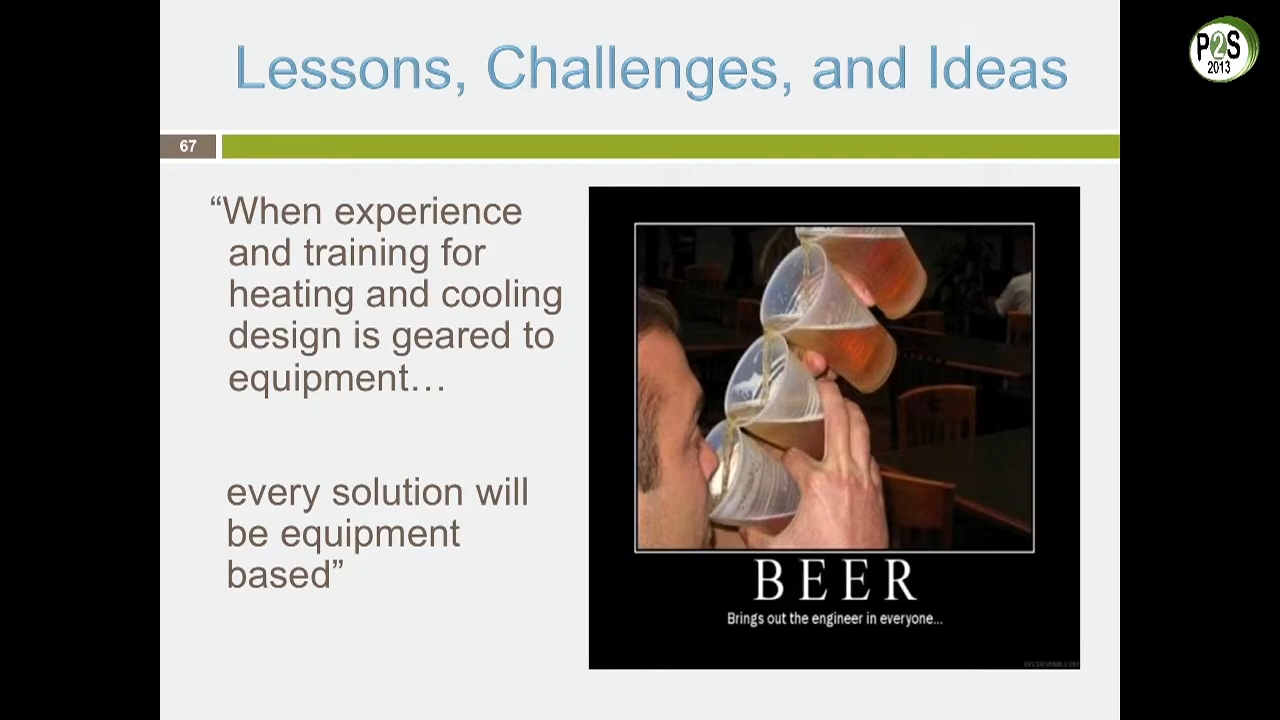 Lessons, Challenges, and Ideas
P2S
2013
67
“When experience
and training for
heating and cooling
design is geared to
equipment…
every solution will
be equipment
based”
BEER
Brings out the engineer in everyone...